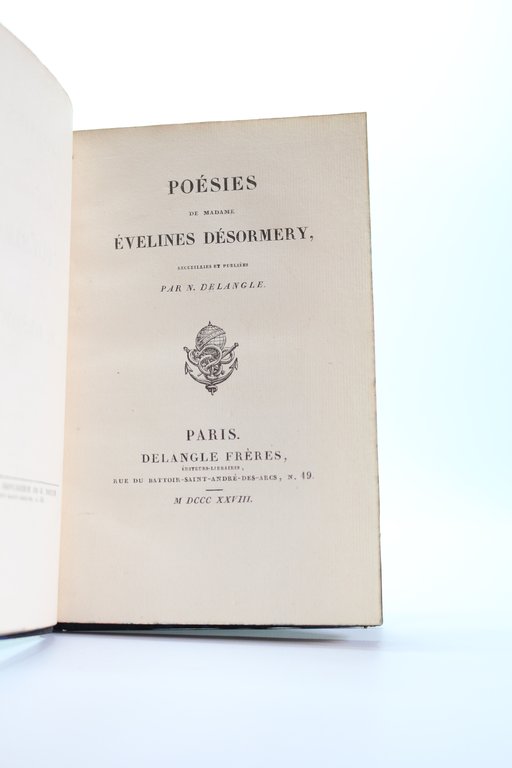 POÉSIES
DE MADAME
ÉVELINES DÉSORMERY,
RECUEILLIES ET PUBLIÉES
PAR N. DELANGLE.
PARIS.
DELANGLE FRÈRES,
ÉDITEURS-LIBRAIRES,
RUE DU BATTOIR-SAINT-ANDRÉ-DES-ARCS, N. 19.
M DCCC XXVIII.